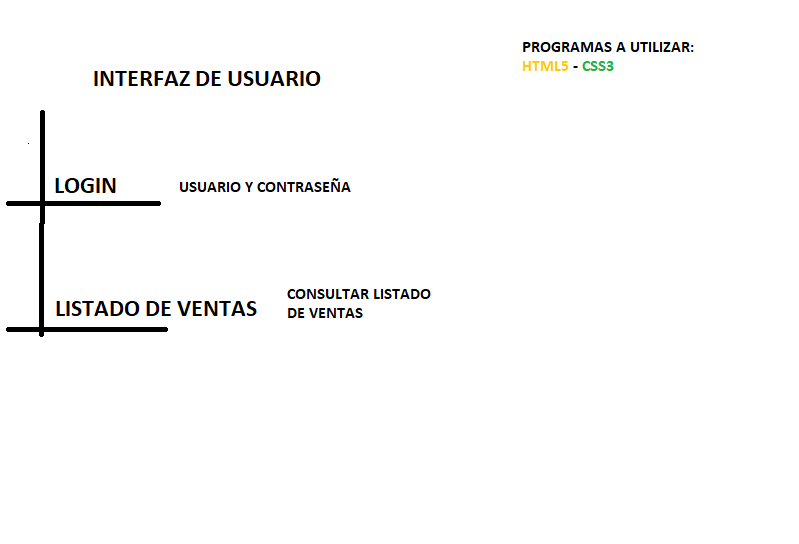 PROGRAMAS A UTILIZAR:
HTML5 - CSS3
INTERFAZ DE USUARIO
LOGIN
USUARIO Y CONTRASEÑA
LISTADO DE VENTAS
CONSULTAR LISTADO
DE VENTAS